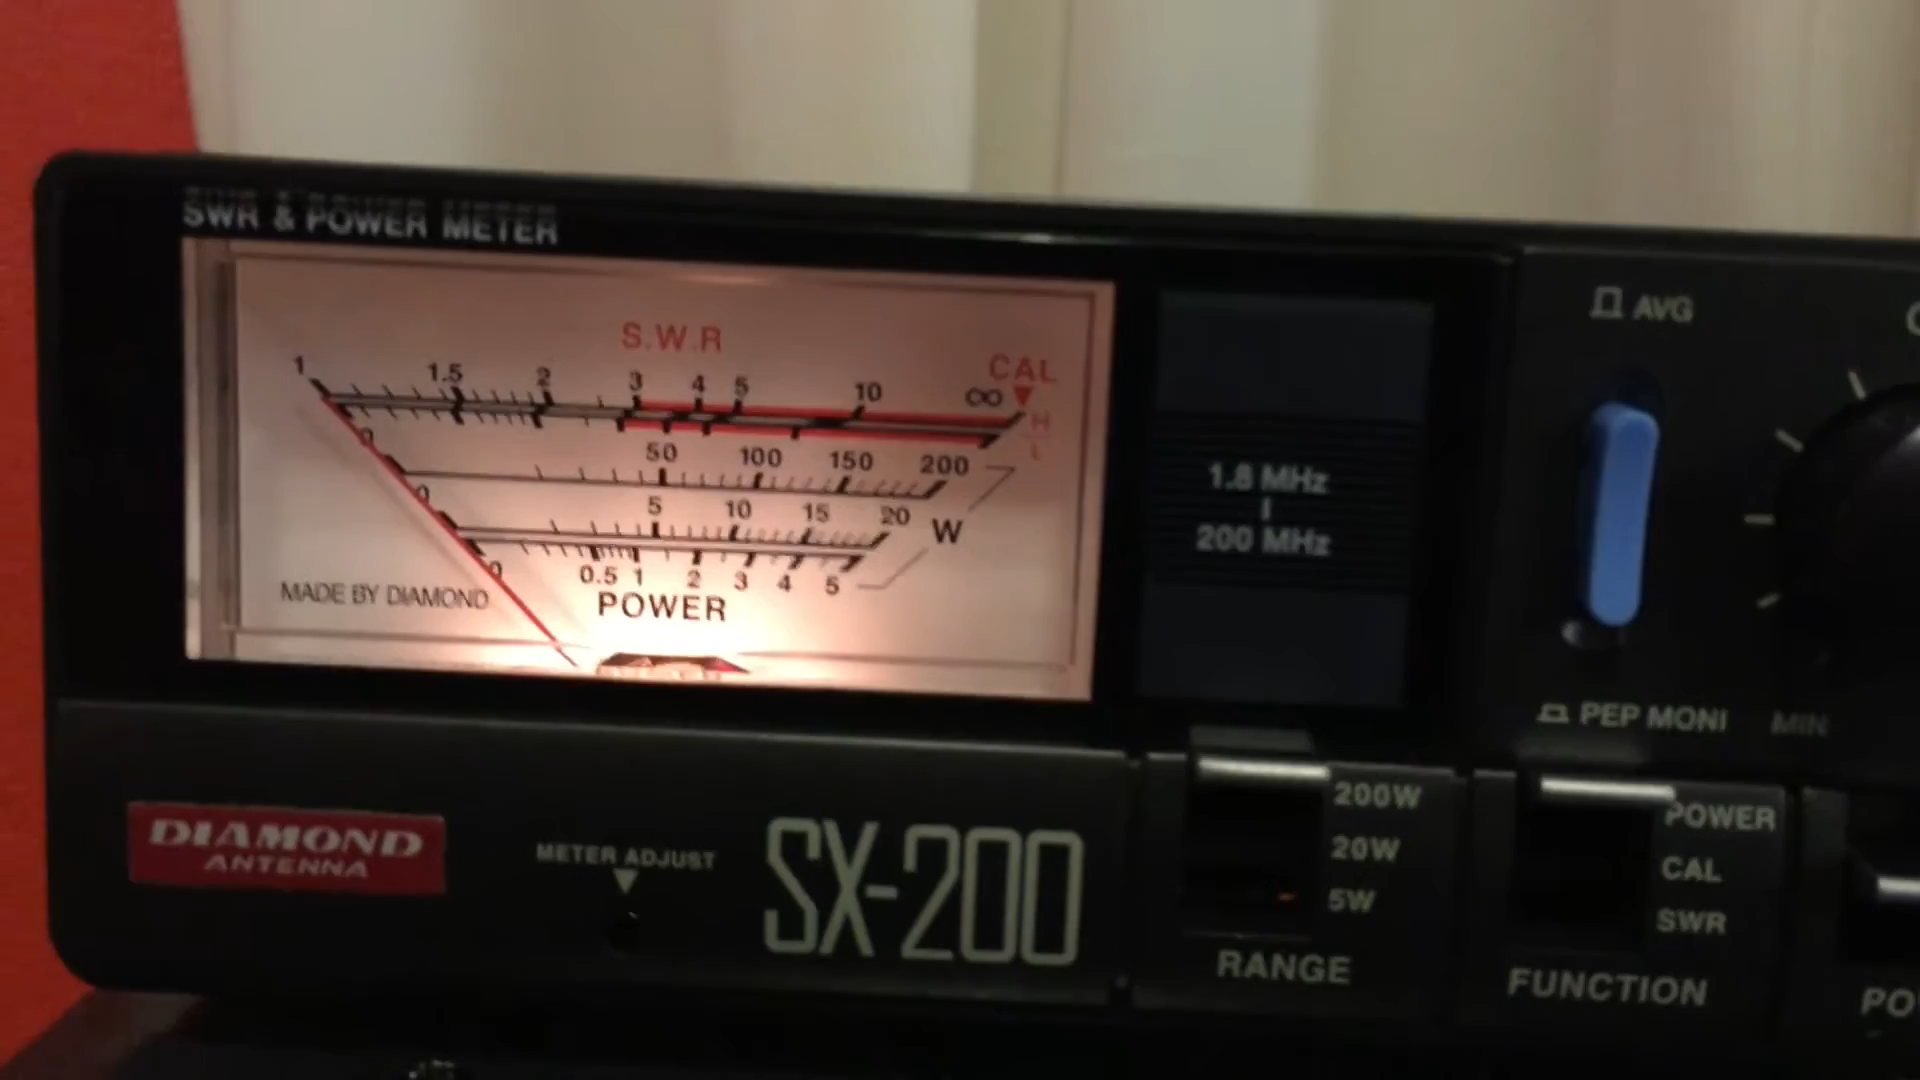 SWR & POWER METER
S.W.R
CAL
1 1.5 2 3 4 5 10 ∞
H
L
0 50 100 150 200
0 5 10 15 20
W
0 0.5 1 2 3 4 5
POWER
MADE BY DIAMOND
1.8 MHz
200 MHz
AVG
PEP MONI
MIN
DIAMOND
ANTENNA
METER ADJUST
SX-200
200W
20W
5W
RANGE
POWER
CAL
SWR
FUNCTION
PO